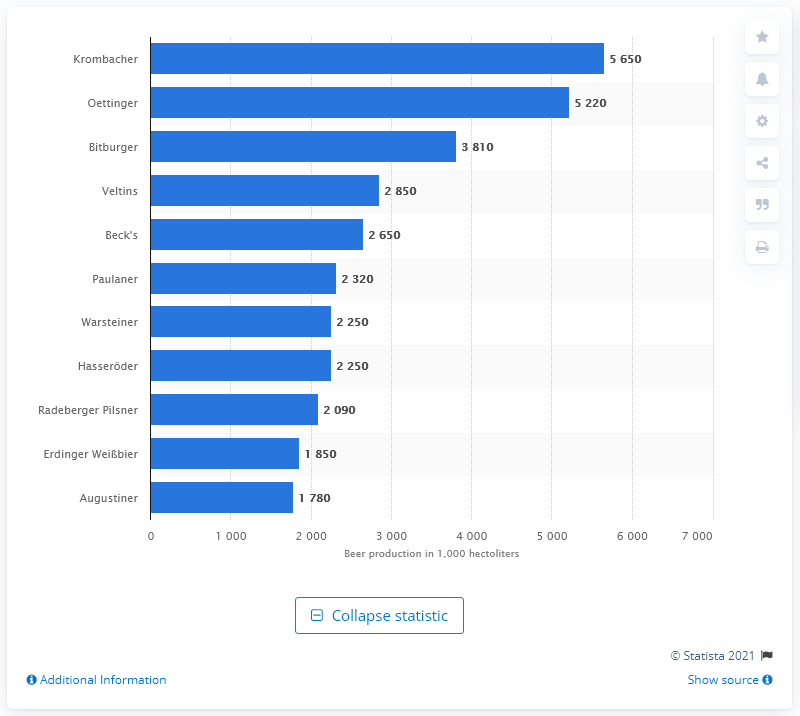 Krombacher 5 650
Oettinger 5 220
Bitburger 3 810
Veltins 2 850
Beck's 2 650
Paulaner 2 320
Warsteiner 2 250
Hasseröder 2 250
Radeberger Pilsner 2 090
Erdinger Weißbier 1 850
Augustiner 1 780
0 1 000 2 000 3 000 4 000 5 000 6 000 7 000
Beer production in 1,000 hectoliters
Collapse statistic
© Statista 2021
Additional Information Show source